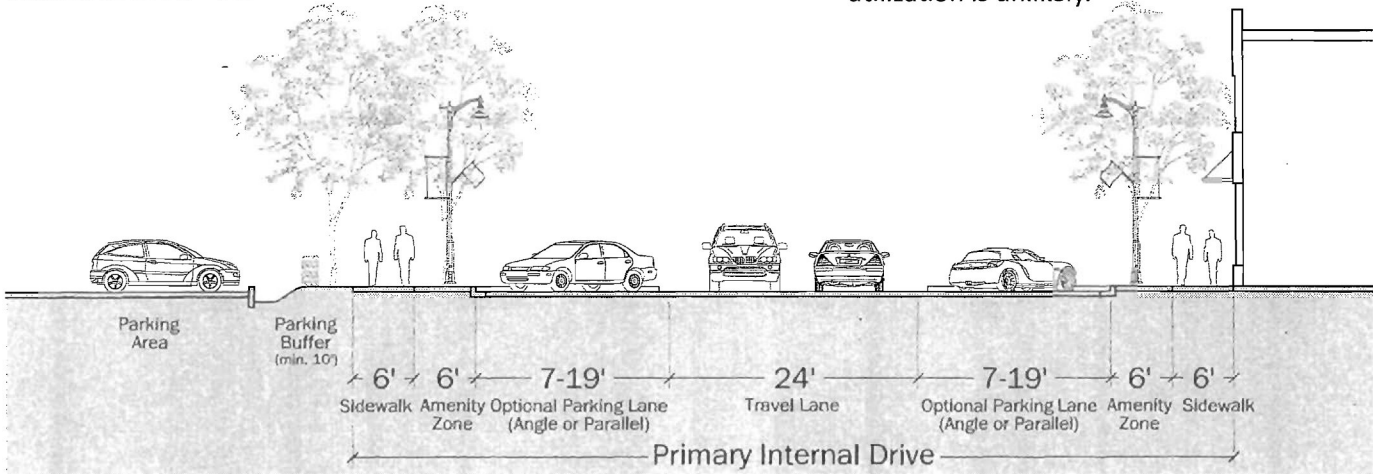 utilization is unlikely.
Parking
Area
Parking
Buffer
(min. 10')
6' 6' 7-19' 24' 7-19' 6' 6'
Sidewalk Amenity Optional Parking Lane Travel Lane Optional Parking Lane Amenity Sidewalk
Zone (Angle or Parallel) (Angle or Parallel) Zone
Primary Internal Drive